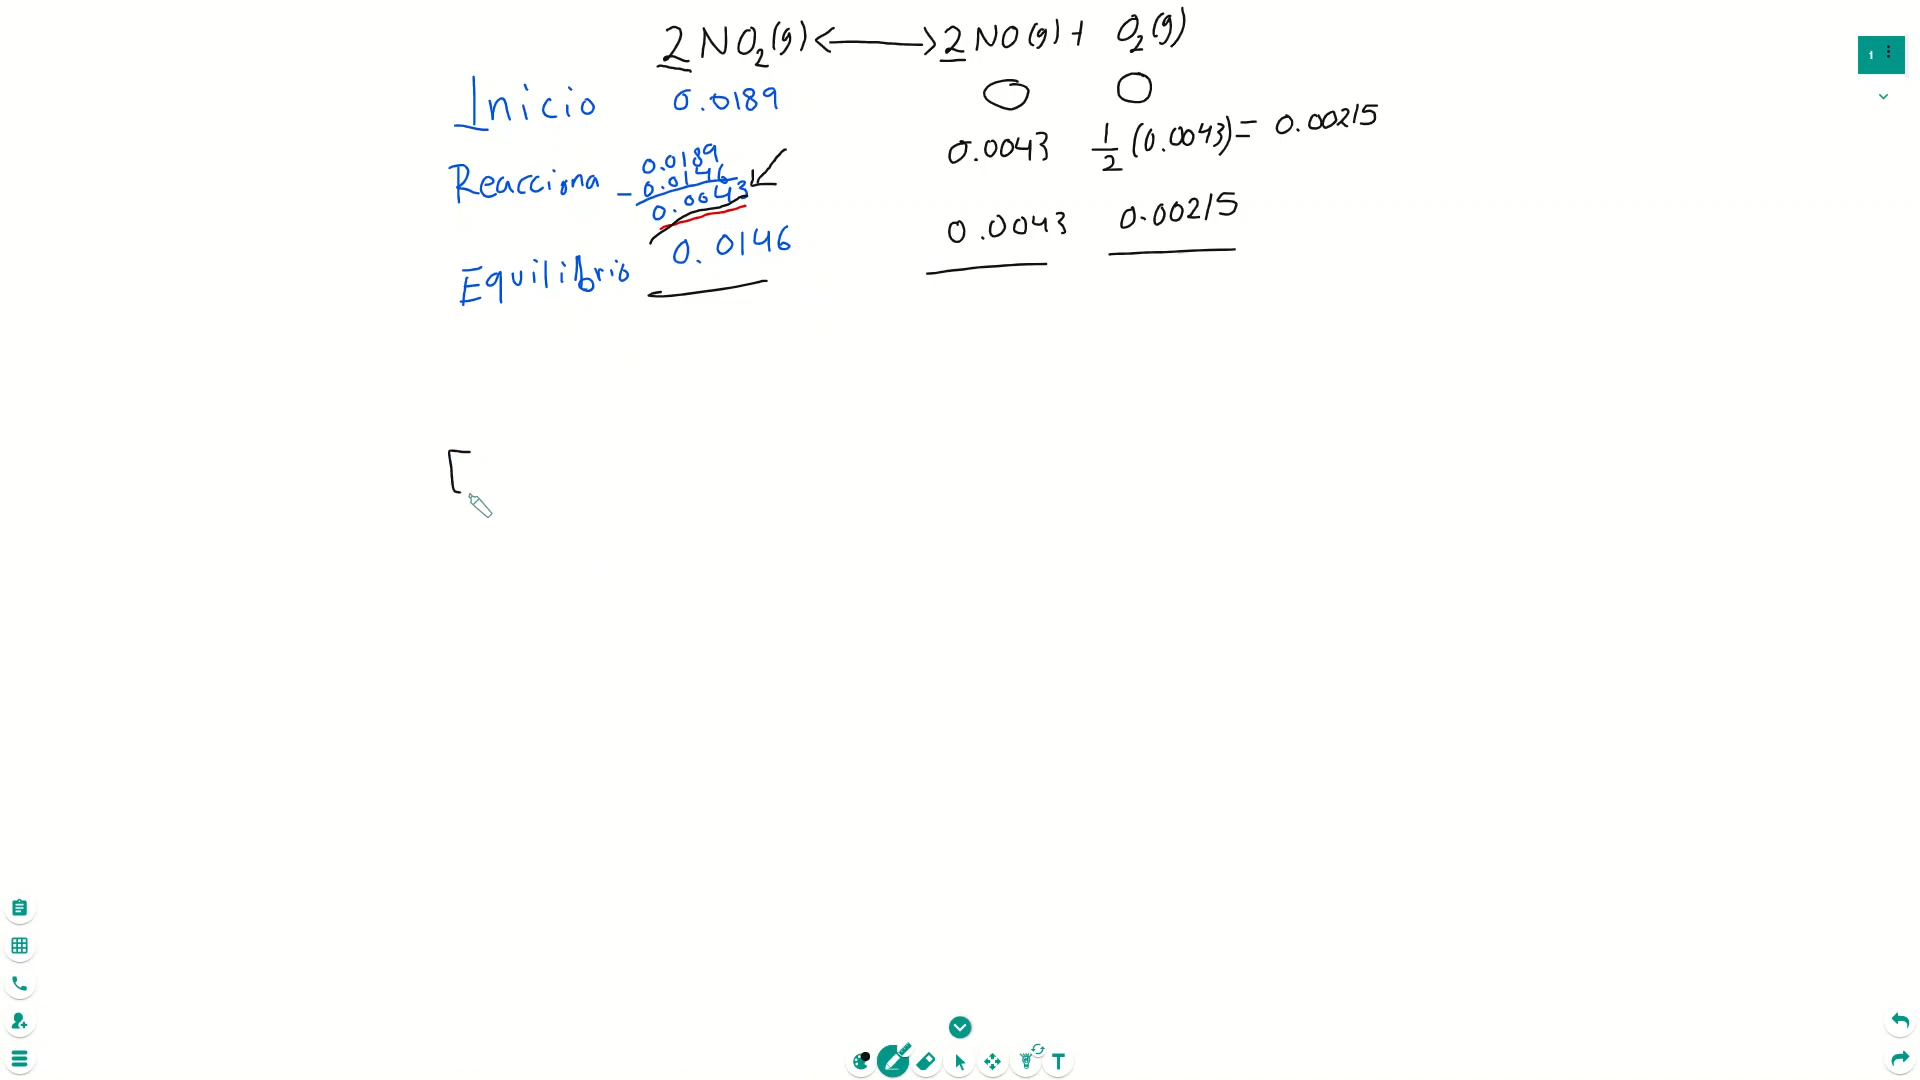 2NO₂(g) <——> 2NO(g) + O₂(g)
Inicio 0.0189 0 0
Reacciona 0.0189 - 0.0146 0.0043 0.0043 1/2 (0.0043) = 0.00215
Equilibrio 0.0146 0.0043 0.00215
[
1
T